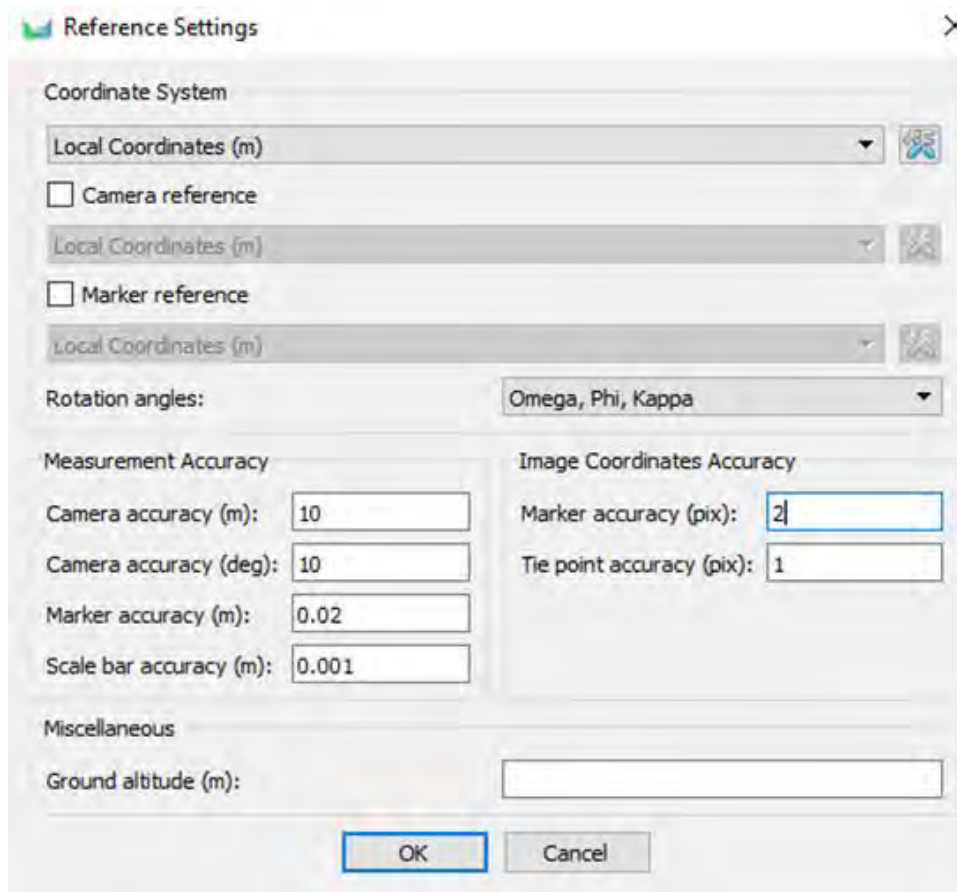 Reference Settings
Coordinate System
Local Coordinates (m)
Camera reference
Local Coordinates (m)
Marker reference
Local Coordinates (m)
Rotation angles: Omega, Phi, Kappa
Measurement Accuracy
Camera accuracy (m): 10
Camera accuracy (deg): 10
Marker accuracy (m): 0.02
Scale bar accuracy (m): 0.001
Image Coordinates Accuracy
Marker accuracy (pix): 2
Tie point accuracy (pix): 1
Miscellaneous
Ground altitude (m):
OK Cancel